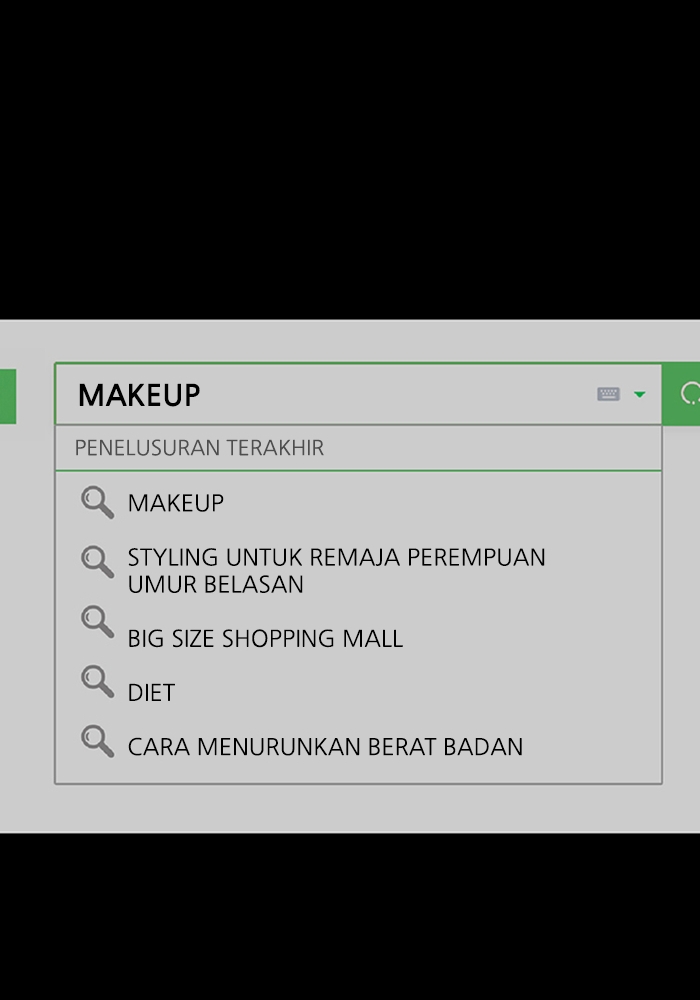 MAKEUP
PENELUSURAN TERAKHIR
MAKEUP
STYLING UNTUK REMAJA PEREMPUAN
UMUR BELASAN
BIG SIZE SHOPPING MALL
DIET
CARA MENURUNKAN BERAT BADAN